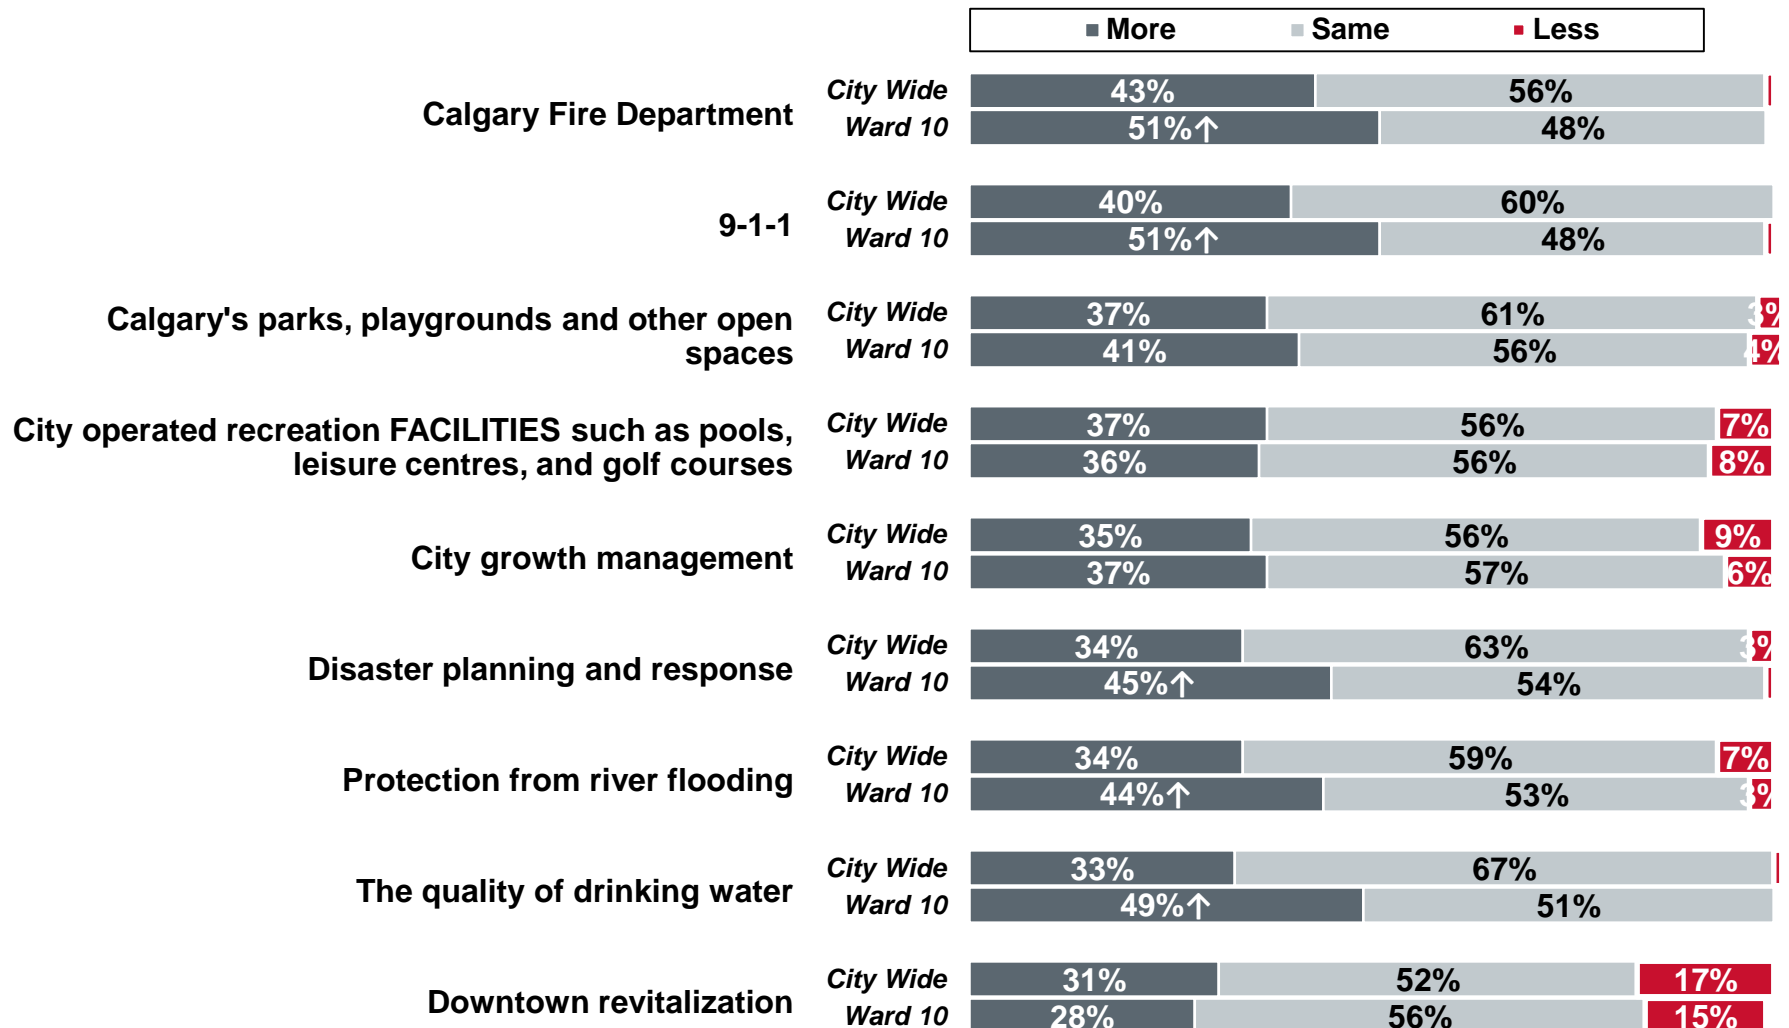 More Same Less
Calgary Fire Department
City Wide 43% 56%
Ward 10 51%↑ 48%
9-1-1
City Wide 40% 60%
Ward 10 51%↑ 48%
Calgary's parks, playgrounds and other open
spaces
City Wide 37% 61% 3%
Ward 10 41% 56% 4%
City operated recreation FACILITIES such as pools,
leisure centres, and golf courses
City Wide 37% 56% 7%
Ward 10 36% 56% 8%
City growth management
City Wide 35% 56% 9%
Ward 10 37% 57% 6%
Disaster planning and response
City Wide 34% 63% 3%
Ward 10 45%↑ 54%
Protection from river flooding
City Wide 34% 59% 7%
Ward 10 44%↑ 53% 3%
The quality of drinking water
City Wide 33% 67%
Ward 10 49%↑ 51%
Downtown revitalization
City Wide 31% 52% 17%
Ward 10 28% 56% 15%